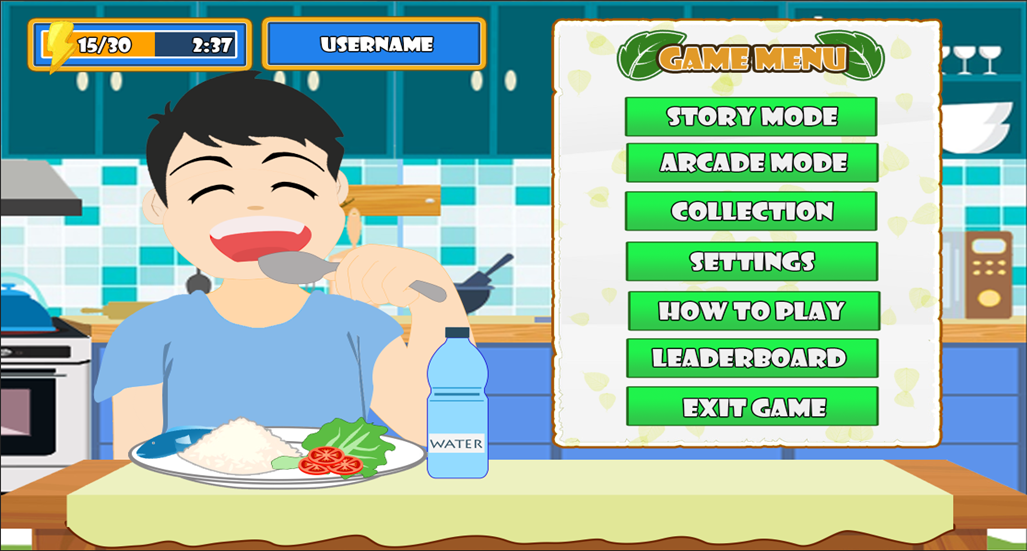 15/30 2:37
USERNAME
GAME MENU
STORY MODE
ARCADE MODE
COLLECTION
SETTINGS
HOW TO PLAY
LEADERBOARD
EXIT GAME
WATER